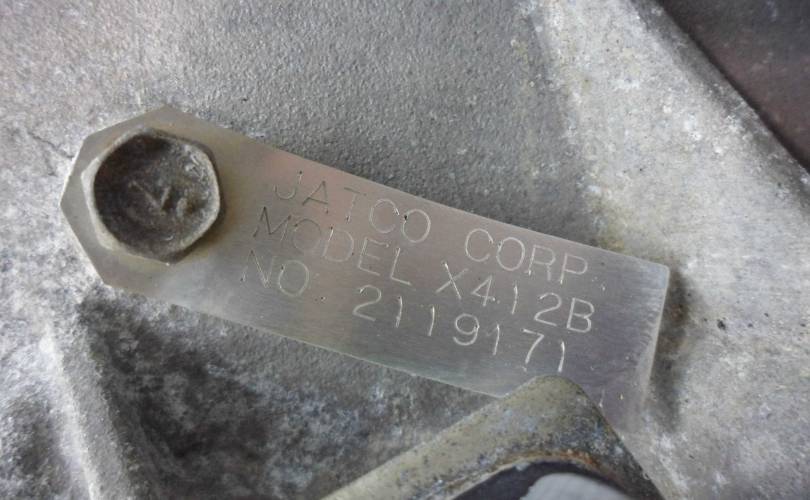 JATCO CORP.
MODEL X412B
NO. 2119171